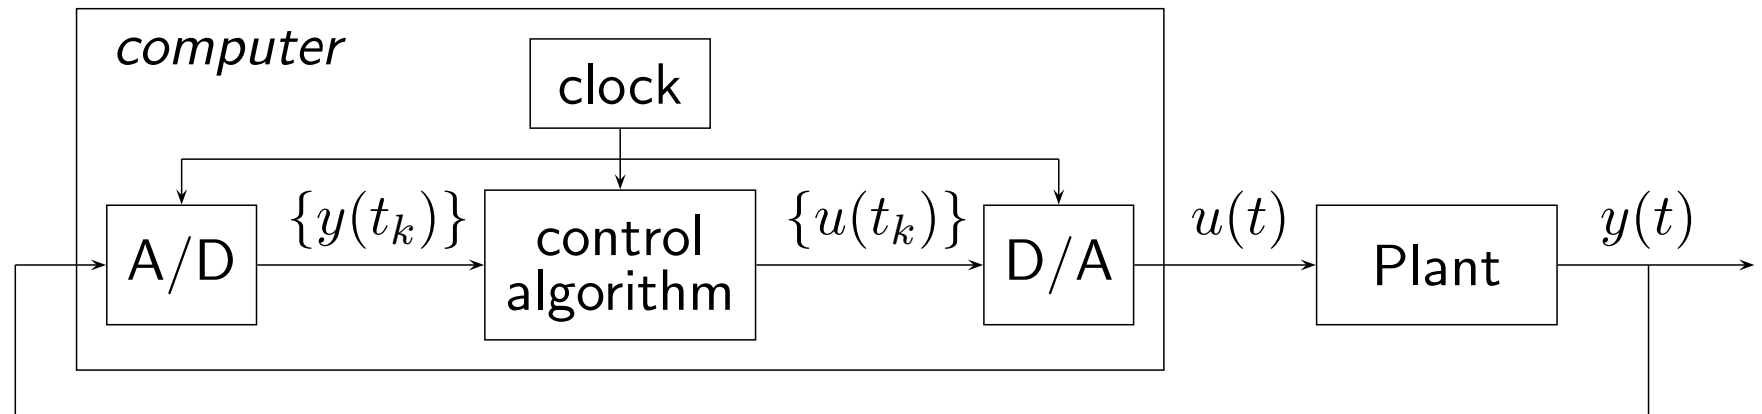 computer
clock
A/D
{y(t_k)}
control
algorithm
{u(t_k)}
D/A
u(t)
Plant
y(t)